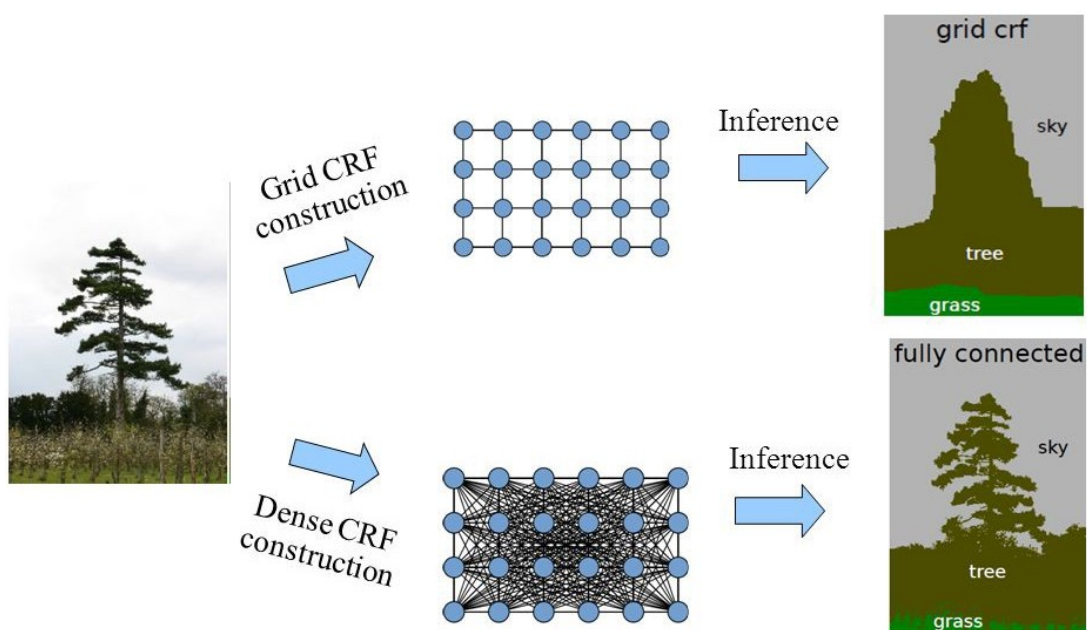 grid crf
Inference
Grid CRF
construction
sky
tree
grass
fully connected
Inference
sky
Dense CRF
construction
tree
grass